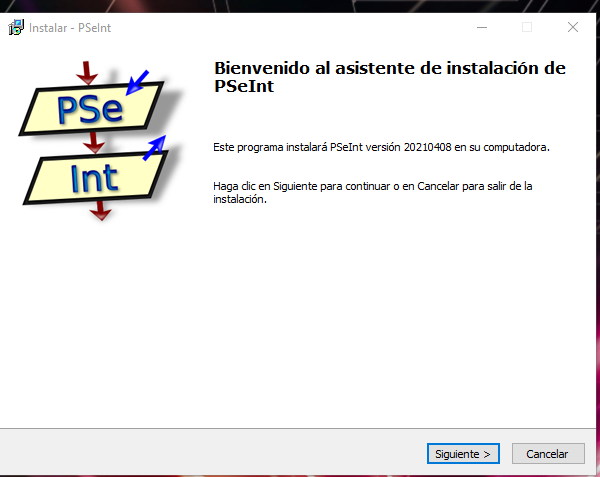 Instalar - PSeInt
PSe
Int
Bienvenido al asistente de instalación de
PSeInt
Este programa instalará PSeInt versión 20210408 en su computadora.
Haga clic en Siguiente para continuar o en Cancelar para salir de la
instalación.
Siguiente >
Cancelar